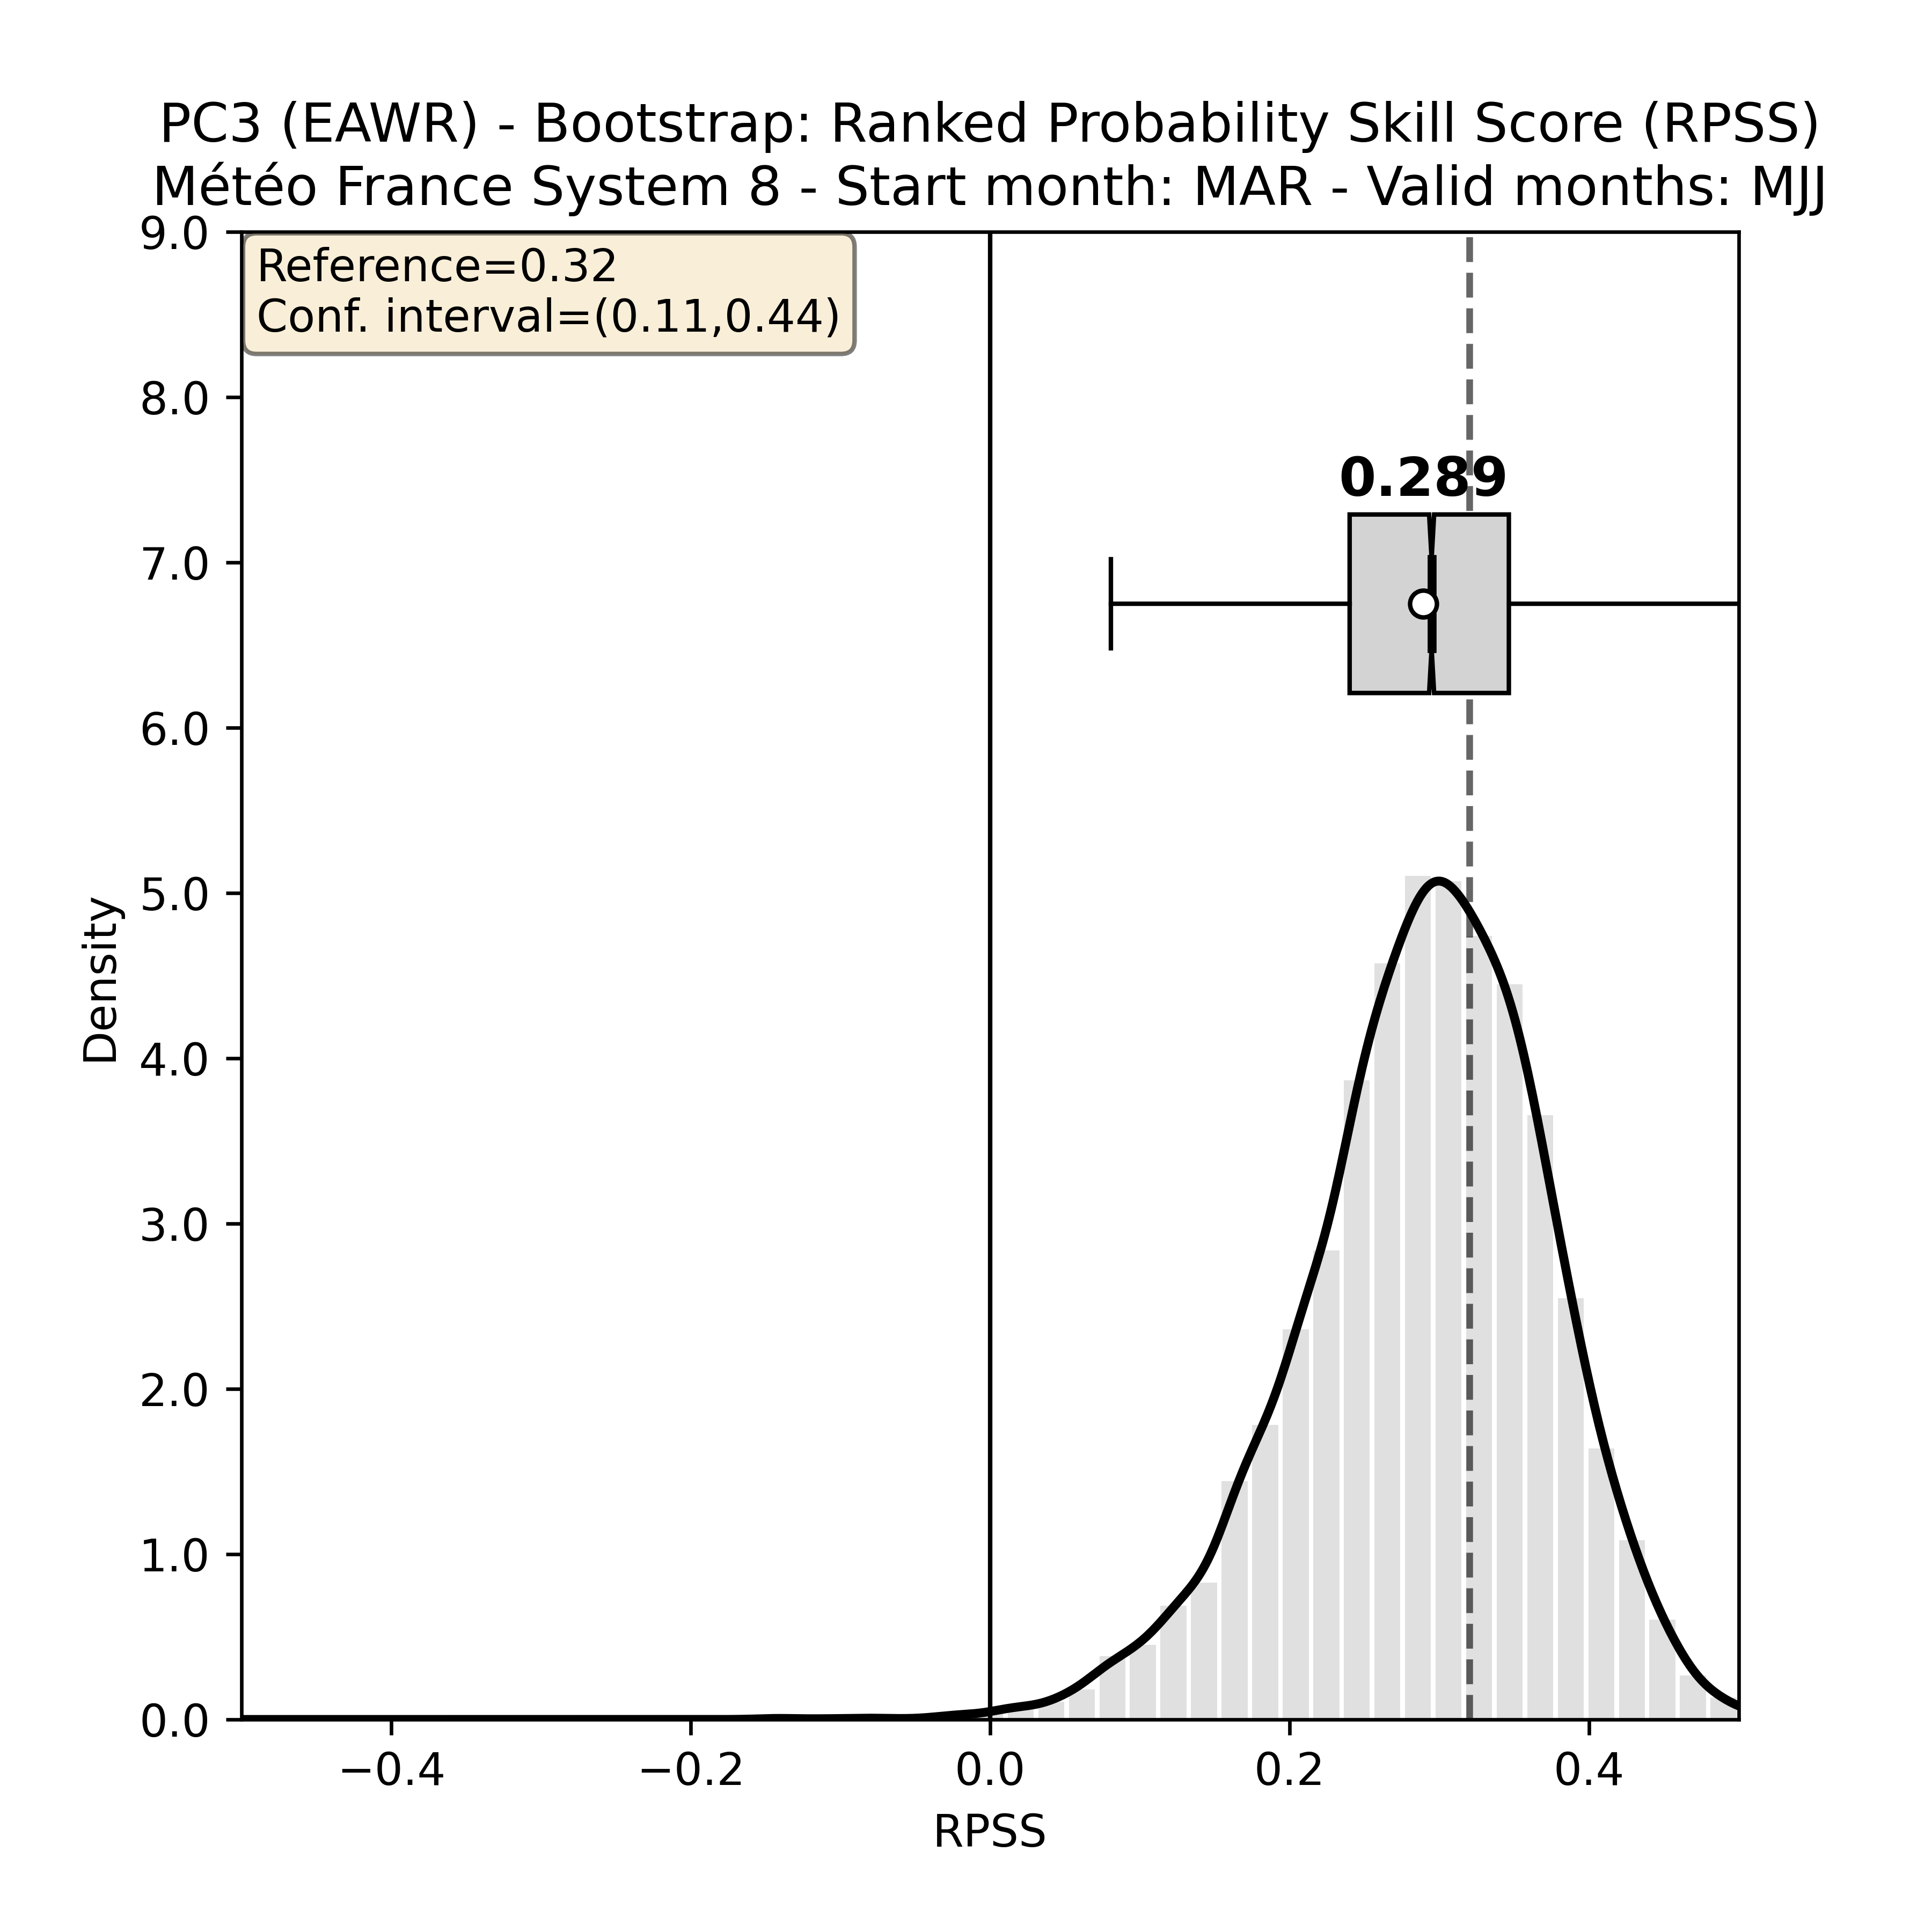 PC3 (EAWR) - Bootstrap: Ranked Probability Skill Score (RPSS)
Météo France System 8 - Start month: MAR - Valid months: MJJ
Reference=0.32
Conf. interval=(0.11,0.44)
0.289
9.0
8.0
7.0
6.0
5.0
4.0
3.0
2.0
1.0
0.0
Density
−0.4
−0.2
0.0
0.2
0.4
RPSS